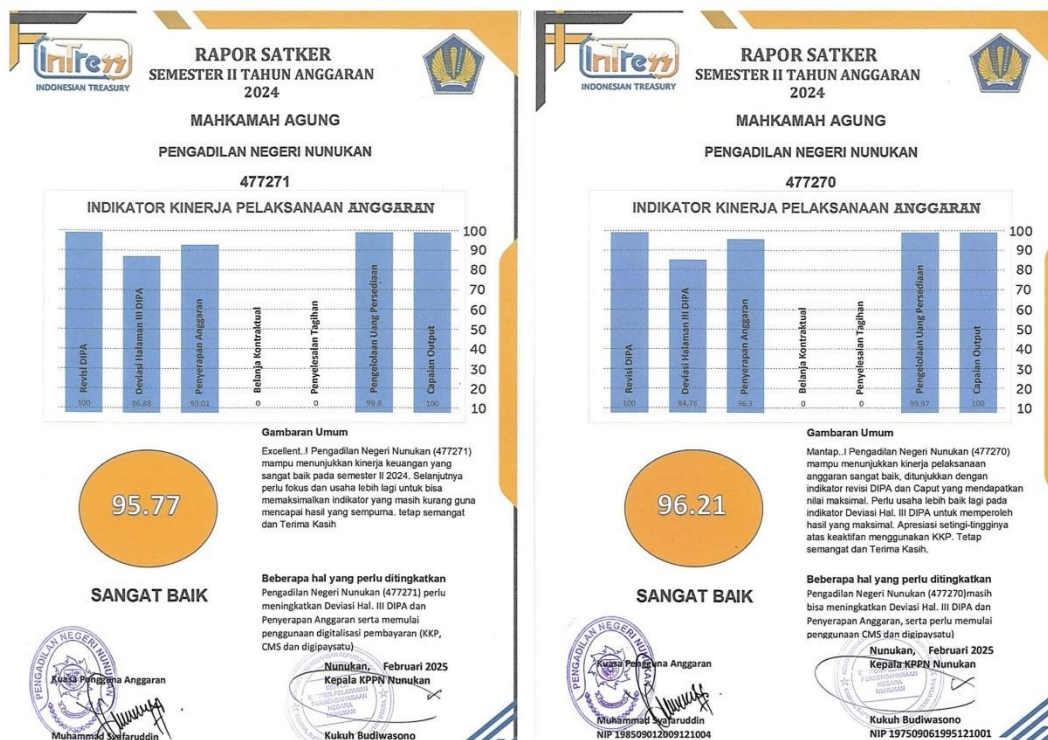 InTress
INDONESIAN TREASURY
RAPOR SATKER
SEMESTER II TAHUN ANGGARAN
2024
MAHKAMAH AGUNG
PENGADILAN NEGERI NUNUKAN
477271
INDIKATOR KINERJA PELAKSANAAN ANGGARAN
100
90
80
70
60
50
40
30
20
10
Revisi DIPA
Deviasi Halaman III DIPA
Penyerapan Anggaran
Belanja Kontraktual
Penyelesaian Tagihan
Pengelolaan Uang Persediaan
Capaian Output
100
86.88
93.01
0
0
99.8
100
Gambaran Umum
Excellent..! Pengadilan Negeri Nunukan (477271)
mampu menunjukkan kinerja keuangan yang
sangat baik pada semester II 2024. Selanjutnya
perlu fokus dan usaha lebih lagi untuk bisa
memaksimalkan indikator yang masih kurang guna
mencapai hasil yang sempurna. tetap semangat
dan Terima Kasih
95.77
SANGAT BAIK
Beberapa hal yang perlu ditingkatkan
Pengadilan Negeri Nunukan (477271) perlu
meningkatkan Deviasi Hal. III DIPA dan
Penyerapan Anggaran serta memulai
penggunaan digitalisasi pembayaran (KKP,
CMS dan digipaysatu)
Nunukan, Februari 2025
Kepala KPPN Nunukan
Kuasa Pengguna Anggaran
PENGADILAN NEGERI NUNUKAN
Muhammad Syafaruddin
Kukuh Budiwasono
InTress
INDONESIAN TREASURY
RAPOR SATKER
SEMESTER II TAHUN ANGGARAN
2024
MAHKAMAH AGUNG
PENGADILAN NEGERI NUNUKAN
477270
INDIKATOR KINERJA PELAKSANAAN ANGGARAN
100
90
80
70
60
50
40
30
20
10
Revisi DIPA
Deviasi Halaman III DIPA
Penyerapan Anggaran
Belanja Kontraktual
Penyelesaian Tagihan
Pengelolaan Uang Persediaan
Capaian Output
100
84.76
96.3
0
0
99.97
100
Gambaran Umum
Mantap..! Pengadilan Negeri Nunukan (477270)
mampu menunjukkan kinerja pelaksanaan
anggaran sangat baik, ditunjukkan dengan
indikator revisi DIPA dan Caput yang mendapatkan
nilai maksimal. Perlu usaha lebih baik lagi pada
indikator Deviasi Hal. III DIPA untuk memperoleh
hasil yang maksimal. Apresiasi setingi-tingginya
atas keaktifan menggunakan KKP. Tetap
semangat dan Terima Kasih.
96.21
SANGAT BAIK
Beberapa hal yang perlu ditingkatkan
Pengadilan Negeri Nunukan (477270)masih
bisa meningkatkan Deviasi Hal. III DIPA dan
Penyerapan Anggaran, serta perlu memulai
penggunaan CMS dan digipaysatu)
Nunukan, Februari 2025
Kepala KPPN Nunukan
Kuasa Pengguna Anggaran
PENGADILAN NEGERI NUNUKAN
Muhammad Syafaruddin
NIP 198509012009121004
Kukuh Budiwasono
NIP 197509061995121001